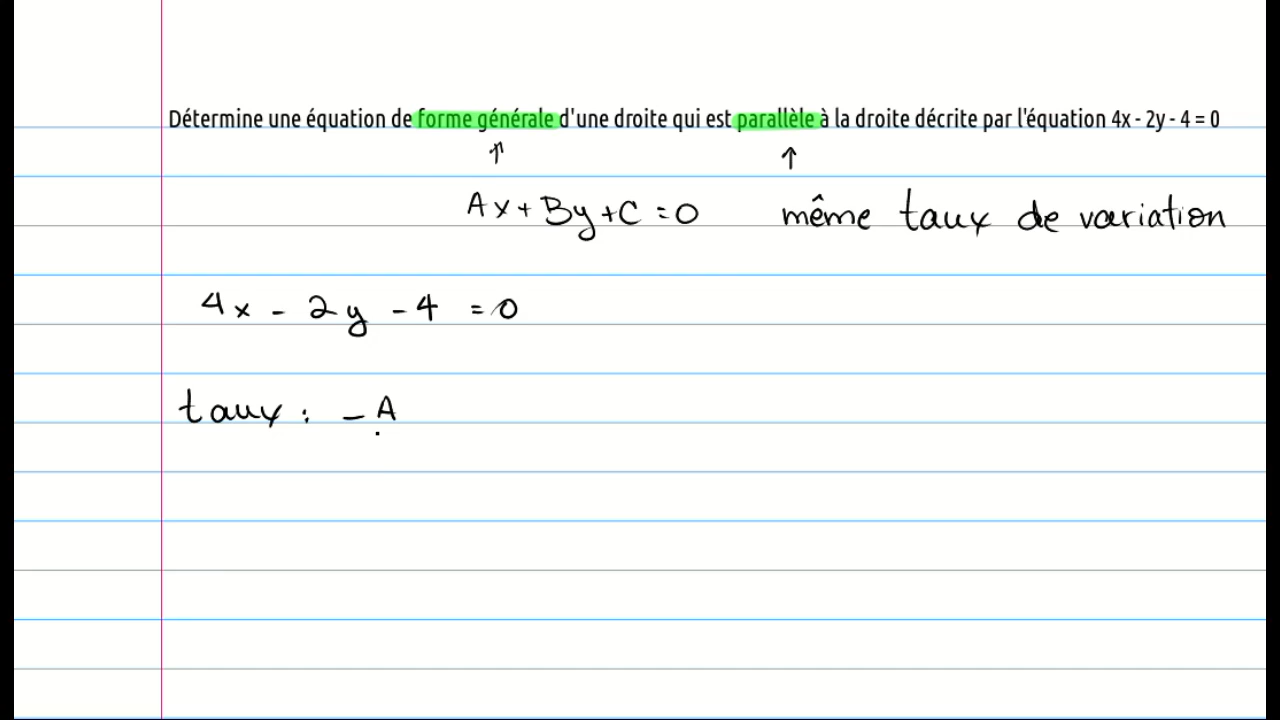 Détermine une équation de forme générale d'une droite qui est parallèle à la droite décrite par l'équation 4x - 2y - 4 = 0
↑ ↑
Ax + By + C = 0 même taux de variation
4x - 2y - 4 = 0
taux : - A